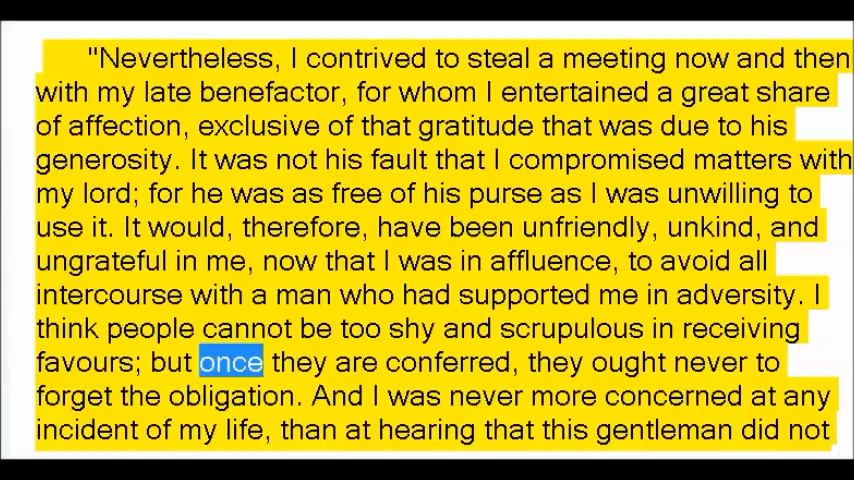 "Nevertheless, I contrived to steal a meeting now and then
with my late benefactor, for whom I entertained a great share
of affection, exclusive of that gratitude that was due to his
generosity. It was not his fault that I compromised matters with
my lord; for he was as free of his purse as I was unwilling to
use it. It would, therefore, have been unfriendly, unkind, and
ungrateful in me, now that I was in affluence, to avoid all
intercourse with a man who had supported me in adversity. I
think people cannot be too shy and scrupulous in receiving
favours; but once they are conferred, they ought never to
forget the obligation. And I was never more concerned at any
incident of my life, than at hearing that this gentleman did not